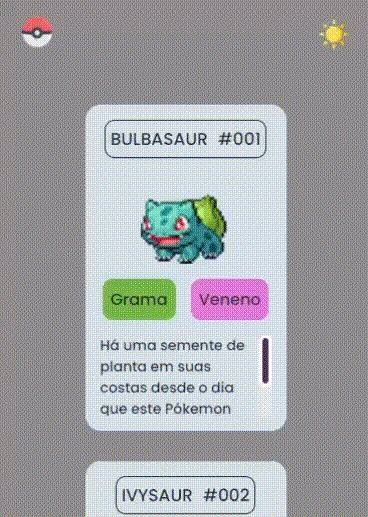 BULBASAUR #001
Grama
Veneno
Há uma semente de
planta em suas
costas desde o dia
que este Pókemon
IVYSAUR #002